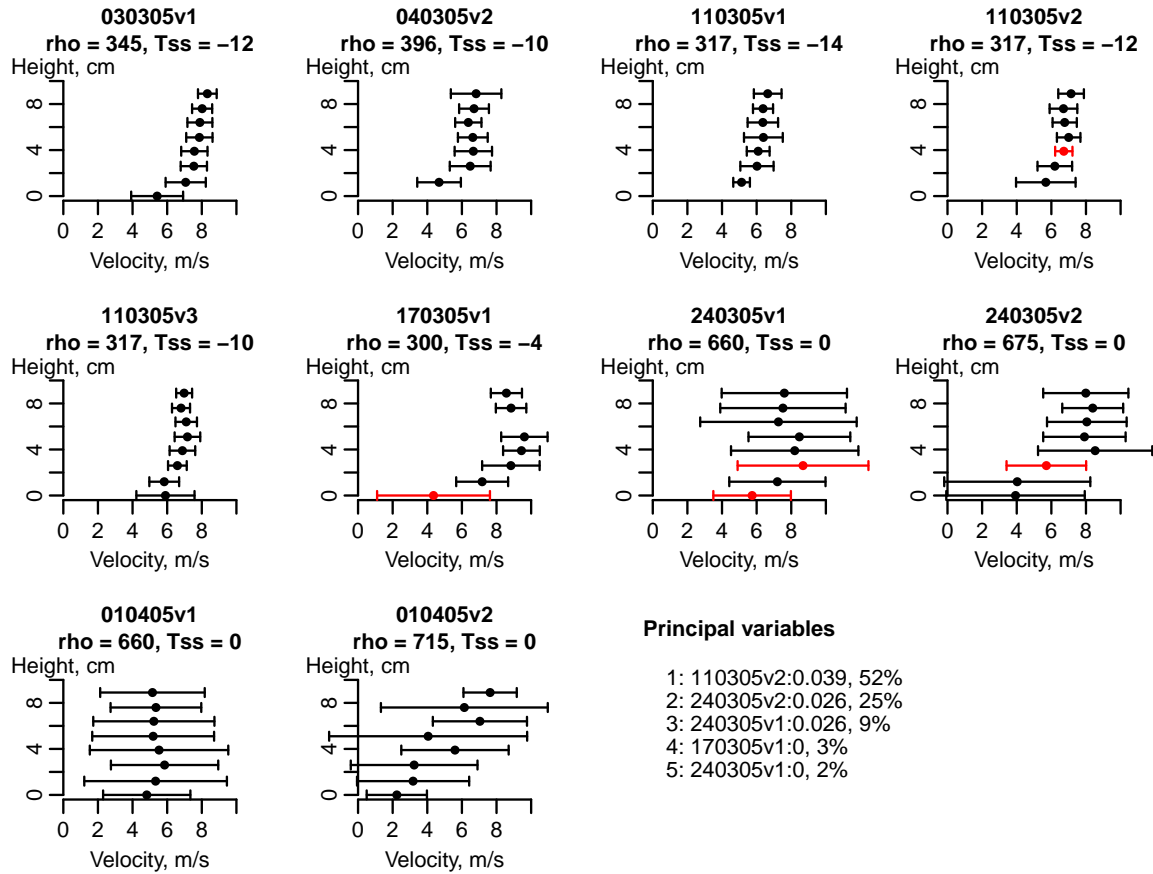 030305v1
rho = 345, Tss = −12
Height, cm
0 4 8
0 2 4 6 8
Velocity, m/s
040305v2
rho = 396, Tss = −10
Height, cm
0 4 8
0 2 4 6 8
Velocity, m/s
110305v1
rho = 317, Tss = −14
Height, cm
0 4 8
0 2 4 6 8
Velocity, m/s
110305v2
rho = 317, Tss = −12
Height, cm
0 4 8
0 2 4 6 8
Velocity, m/s
110305v3
rho = 317, Tss = −10
Height, cm
0 4 8
0 2 4 6 8
Velocity, m/s
170305v1
rho = 300, Tss = −4
Height, cm
0 4 8
0 2 4 6 8
Velocity, m/s
240305v1
rho = 660, Tss = 0
Height, cm
0 4 8
0 2 4 6 8
Velocity, m/s
240305v2
rho = 675, Tss = 0
Height, cm
0 4 8
0 2 4 6 8
Velocity, m/s
010405v1
rho = 660, Tss = 0
Height, cm
0 4 8
0 2 4 6 8
Velocity, m/s
010405v2
rho = 715, Tss = 0
Height, cm
0 4 8
0 2 4 6 8
Velocity, m/s
Principal variables
1: 110305v2:0.039, 52%
2: 240305v2:0.026, 25%
3: 240305v1:0.026, 9%
4: 170305v1:0, 3%
5: 240305v1:0, 2%